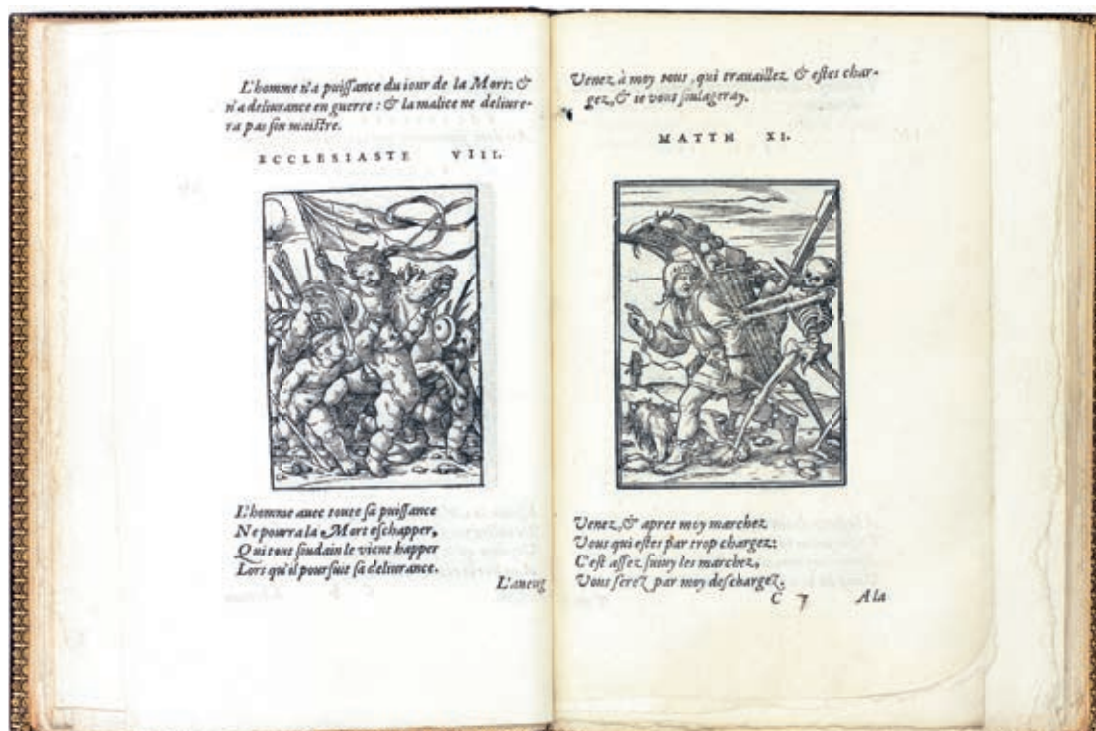 L'homme n'a puissance du iour de la Mort: &
n'a deliurance en guerre: & la malice ne deliure-
ra pas son maistre.
ECCLESIASTE VIII.
L'homme auec toute sa puissance
Ne pourra la Mort eschapper,
Qui tout soudain le vient happer
Lors qu'il poursuit sa deliurance.
L'aueug
Venez à moy vous, qui travaillez & estes char-
gez, & ie vous soulageray.
MATTH XI.
Venez, & apres moy marchez
Vous qui estes par trop chargez:
C'est assez suiuy les marchez,
Vous serez par moy deschargez.
C A la